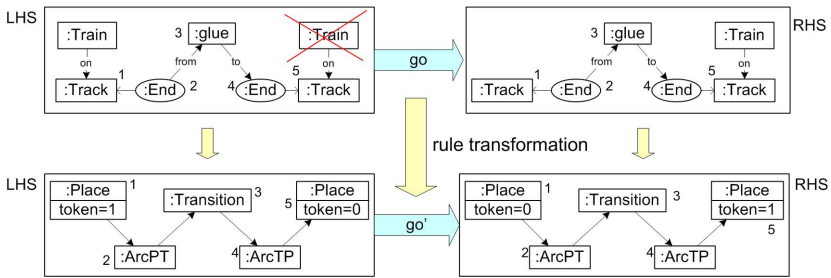 LHS
:Train
on
:Track
1
:End
2
from
3
:glue
to
4
:End
:Train
on
5
:Track
go
RHS
:Track
1
:End
2
from
:glue
3
to
4
:End
:Train
on
5
:Track
rule transformation
LHS
:Place
token=1
1
2
:ArcPT
:Transition
3
4
:ArcTP
5
:Place
token=0
go'
RHS
:Place
token=0
1
2
:ArcPT
:Transition
3
4
:ArcTP
:Place
token=1
5